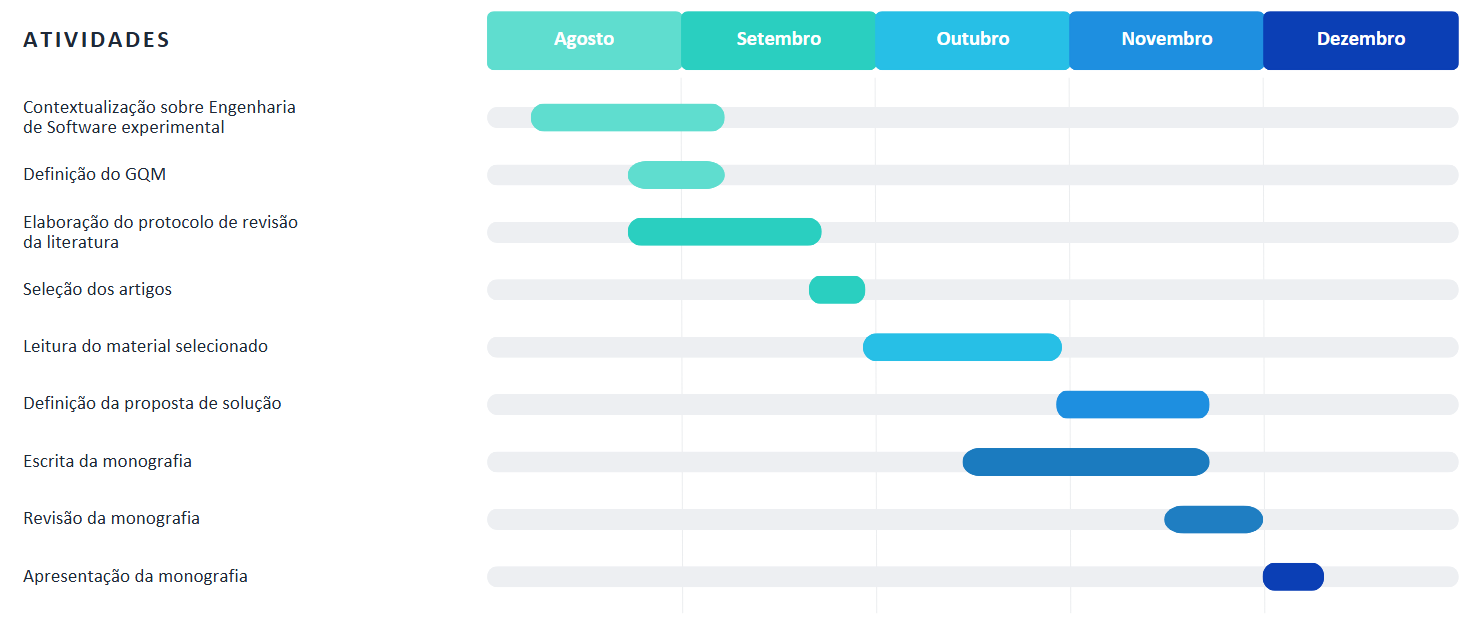 ATIVIDADES
Agosto
Setembro
Outubro
Novembro
Dezembro
Contextualização sobre Engenharia
de Software experimental
Definição do GQM
Elaboração do protocolo de revisão
da literatura
Seleção dos artigos
Leitura do material selecionado
Definição da proposta de solução
Escrita da monografia
Revisão da monografia
Apresentação da monografia